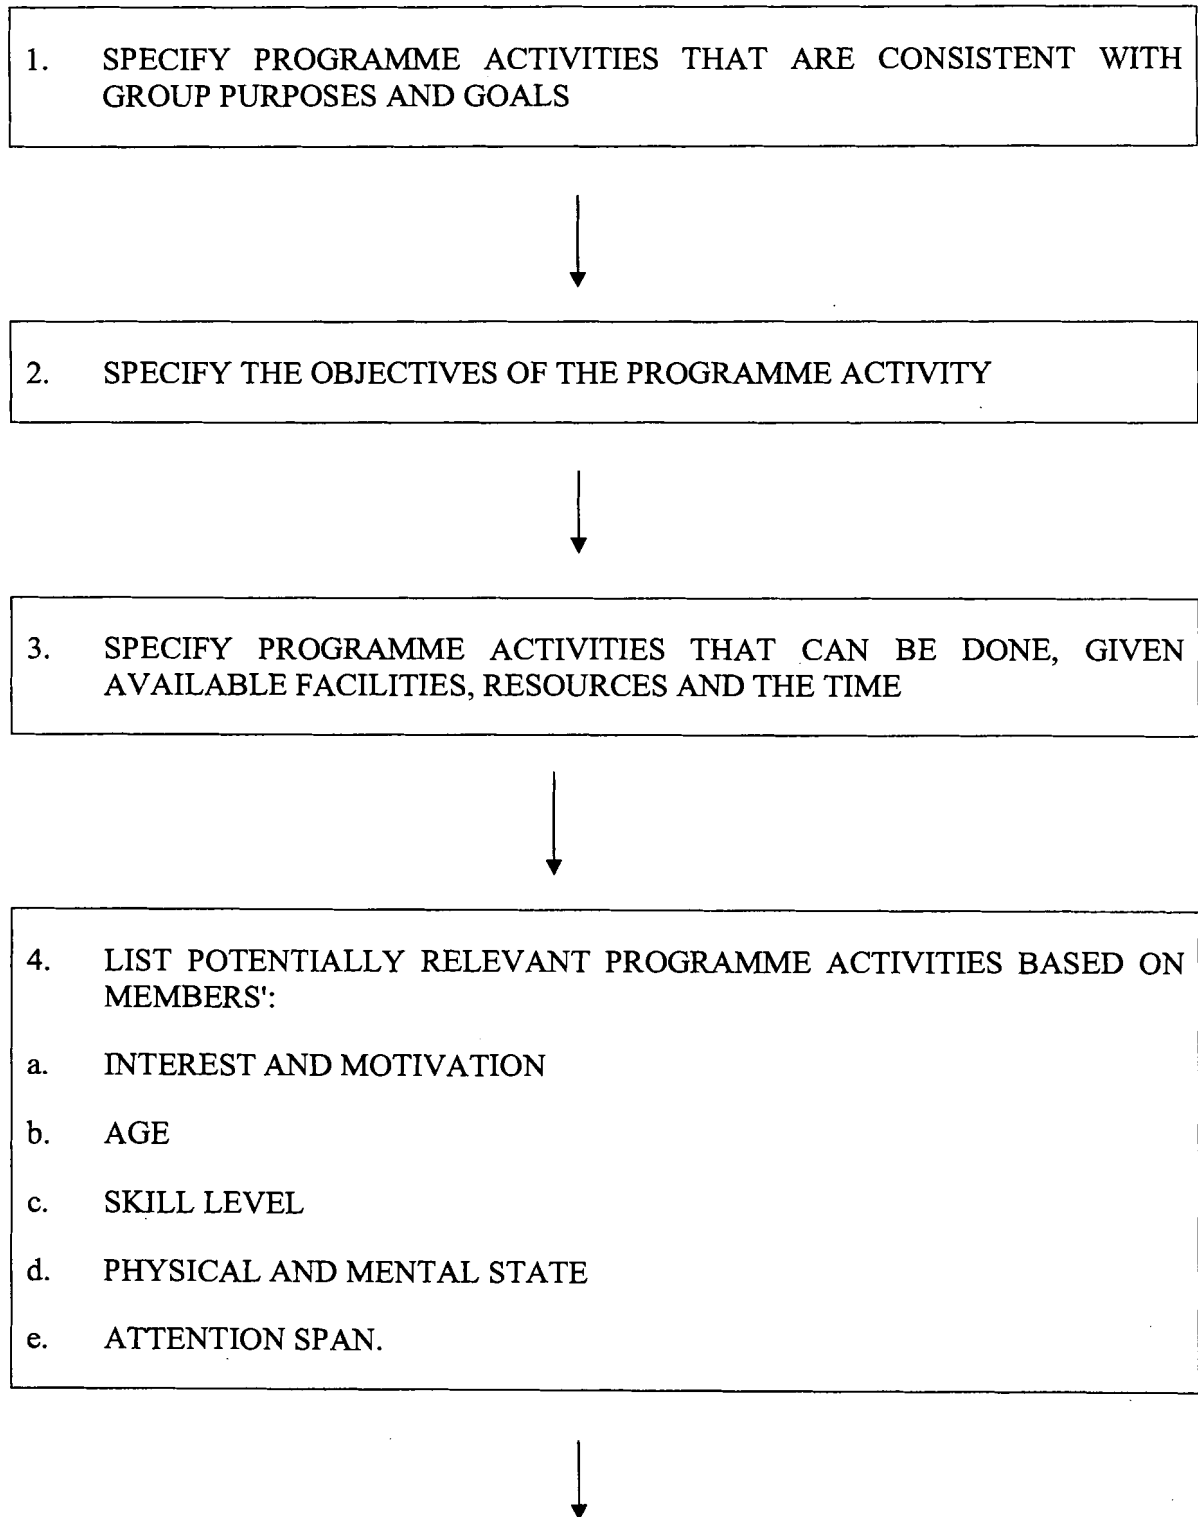 1. SPECIFY PROGRAMME ACTIVITIES THAT ARE CONSISTENT WITH
GROUP PURPOSES AND GOALS
2. SPECIFY THE OBJECTIVES OF THE PROGRAMME ACTIVITY
3. SPECIFY PROGRAMME ACTIVITIES THAT CAN BE DONE, GIVEN
AVAILABLE FACILITIES, RESOURCES AND THE TIME
4. LIST POTENTIALLY RELEVANT PROGRAMME ACTIVITIES BASED ON
MEMBERS':
a. INTEREST AND MOTIVATION
b. AGE
c. SKILL LEVEL
d. PHYSICAL AND MENTAL STATE
e. ATTENTION SPAN.